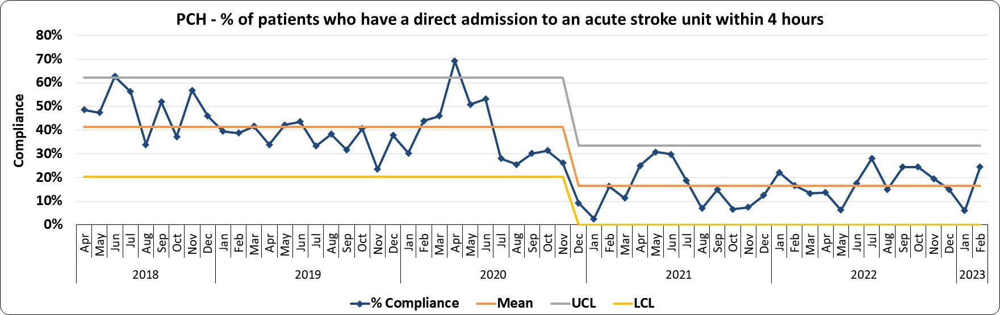 PCH - % of patients who have a direct admission to an acute stroke unit within 4 hours
Compliance
80%
70%
60%
50%
40%
30%
20%
10%
0%
Apr May Jun Jul Aug Sep Oct Nov Dec Jan Feb Mar Apr May Jun Jul Aug Sep Oct Nov Dec Jan Feb Mar Apr May Jun Jul Aug Sep Oct Nov Dec Jan Feb Mar Apr May Jun Jul Aug Sep Oct Nov Dec Jan Feb Mar Apr May Jun Jul Aug Sep Oct Nov Dec Jan Feb
2018 2019 2020 2021 2022 2023
% Compliance Mean UCL LCL